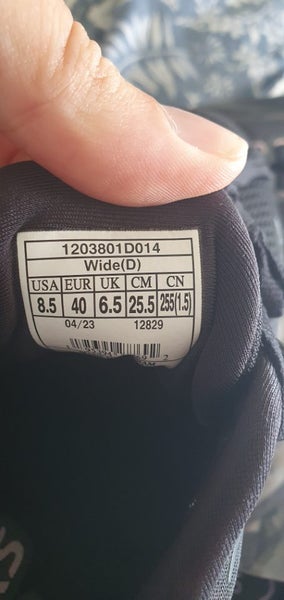 1203801D014
Wide(D)
USA EUR UK CM CN
8.5 40 6.5 25.5 255(1.5)
04/23 12829